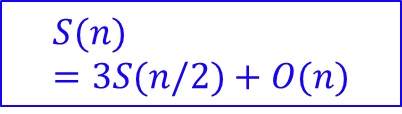 S(n)
= 3S(n/2) + O(n)